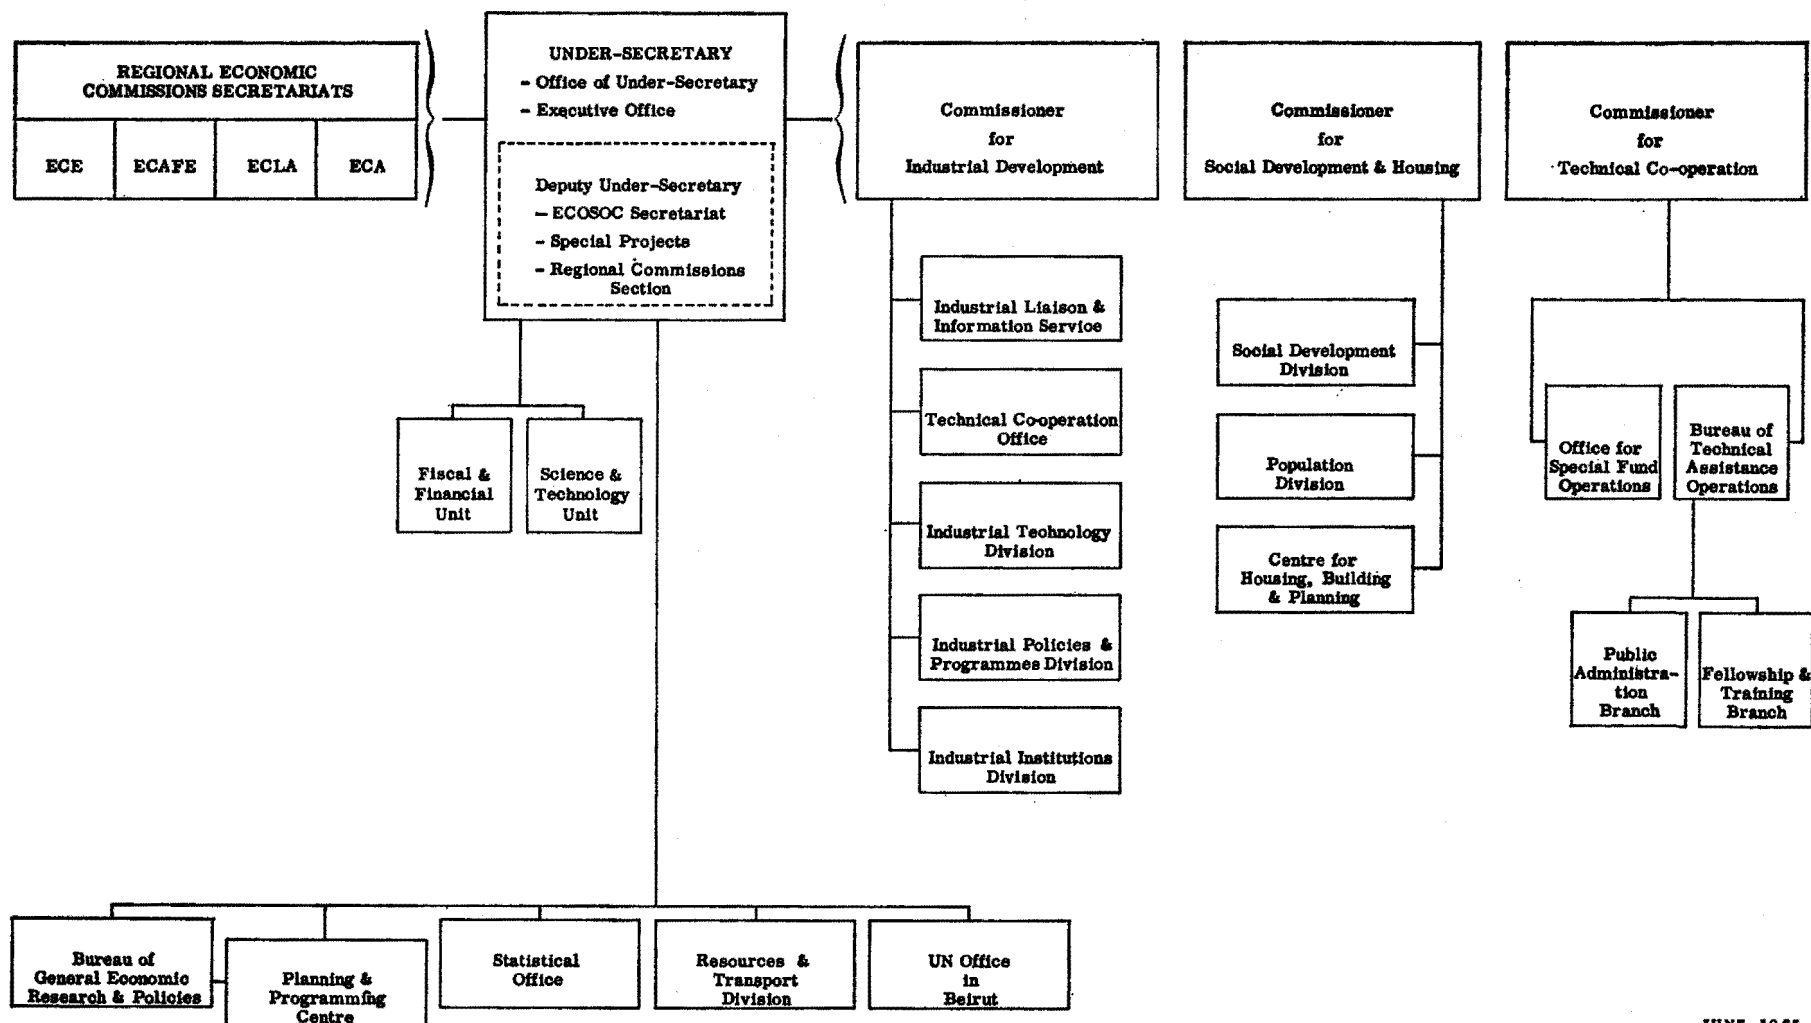 REGIONAL ECONOMIC
COMMISSIONS SECRETARIATS
ECE
ECAFE
ECLA
ECA
UNDER-SECRETARY
- Office of Under-Secretary
- Executive Office
Deputy Under-Secretary
- ECOSOC Secretariat
- Special Projects
- Regional Commissions
Section
Commissioner
for
Industrial Development
Commissioner
for
Social Development & Housing
Commissioner
for
Technical Co-operation
Fiscal &
Financial
Unit
Science &
Technology
Unit
Industrial Liaison &
Information Service
Technical Co-operation
Office
Industrial Technology
Division
Industrial Policies &
Programmes Division
Industrial Institutions
Division
Social Development
Division
Population
Division
Centre for
Housing, Building
& Planning
Office for
Special Fund
Operations
Bureau of
Technical
Assistance
Operations
Public
Administra-
tion
Branch
Fellowship &
Training
Branch
Bureau of
General Economic
Research & Policies
Planning &
Programming
Centre
Statistical
Office
Resources &
Transport
Division
UN Office
in
Beirut
JUNE